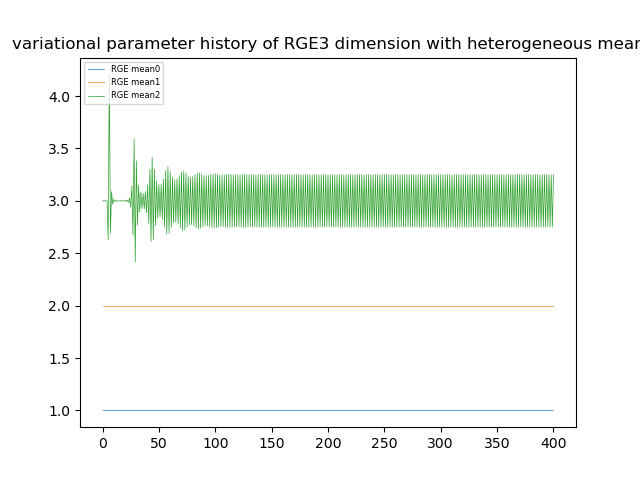 variational parameter history of RGE3 dimension with heterogeneous mear
RGE mean0
RGE mean1
RGE mean2
4.0
3.5
3.0
2.5
2.0
1.5
1.0
0 50 100 150 200 250 300 350 400